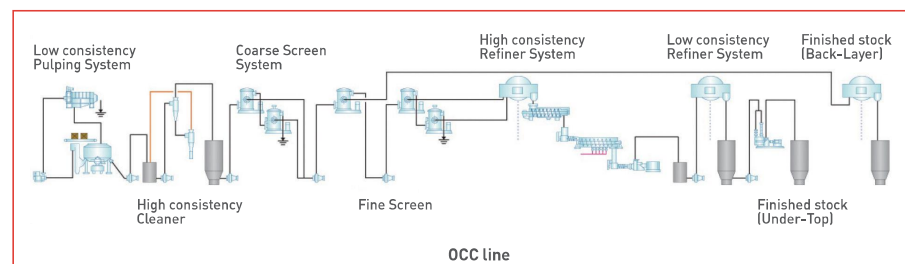 Low consistency
Pulping System
Coarse Screen
System
High consistency
Refiner System
Low consistency
Refiner System
Finished stock
(Back-Layer)
High consistency
Cleaner
Fine Screen
Finished stock
(Under-Top)
OCC line